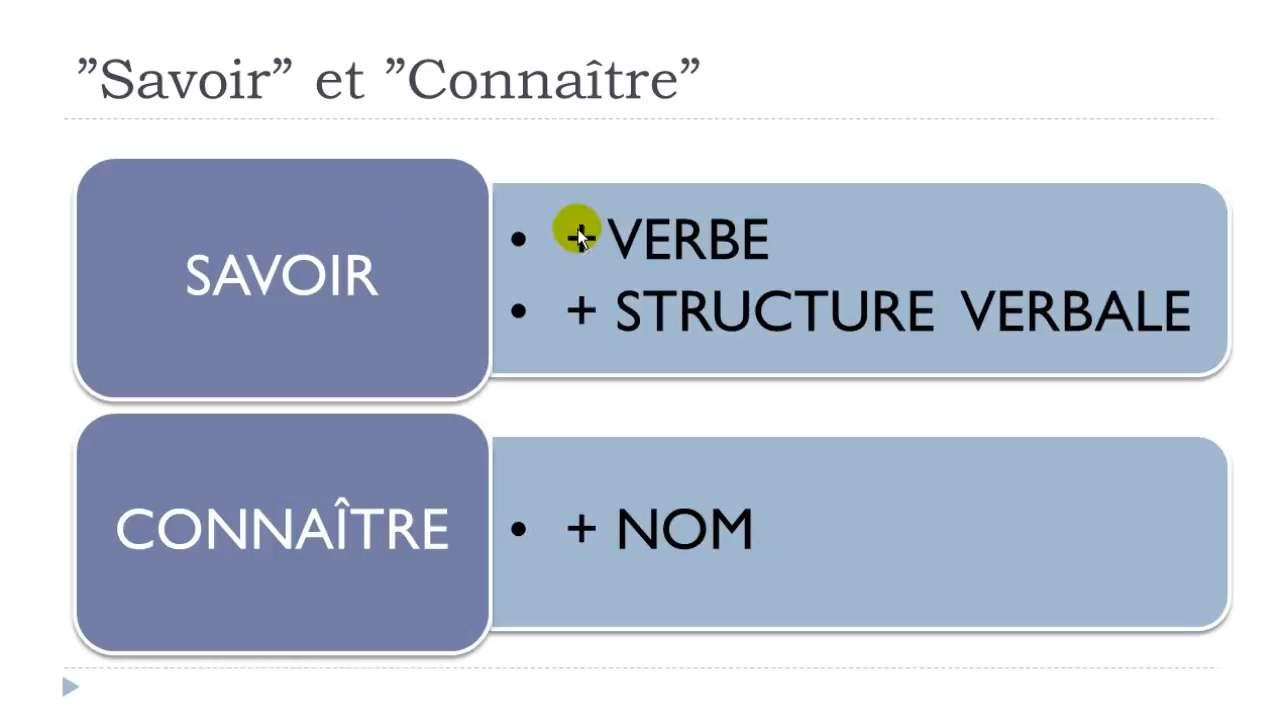 ”Savoir” et ”Connaître”
SAVOIR
• + VERBE
• + STRUCTURE VERBALE
CONNAÎTRE
• + NOM